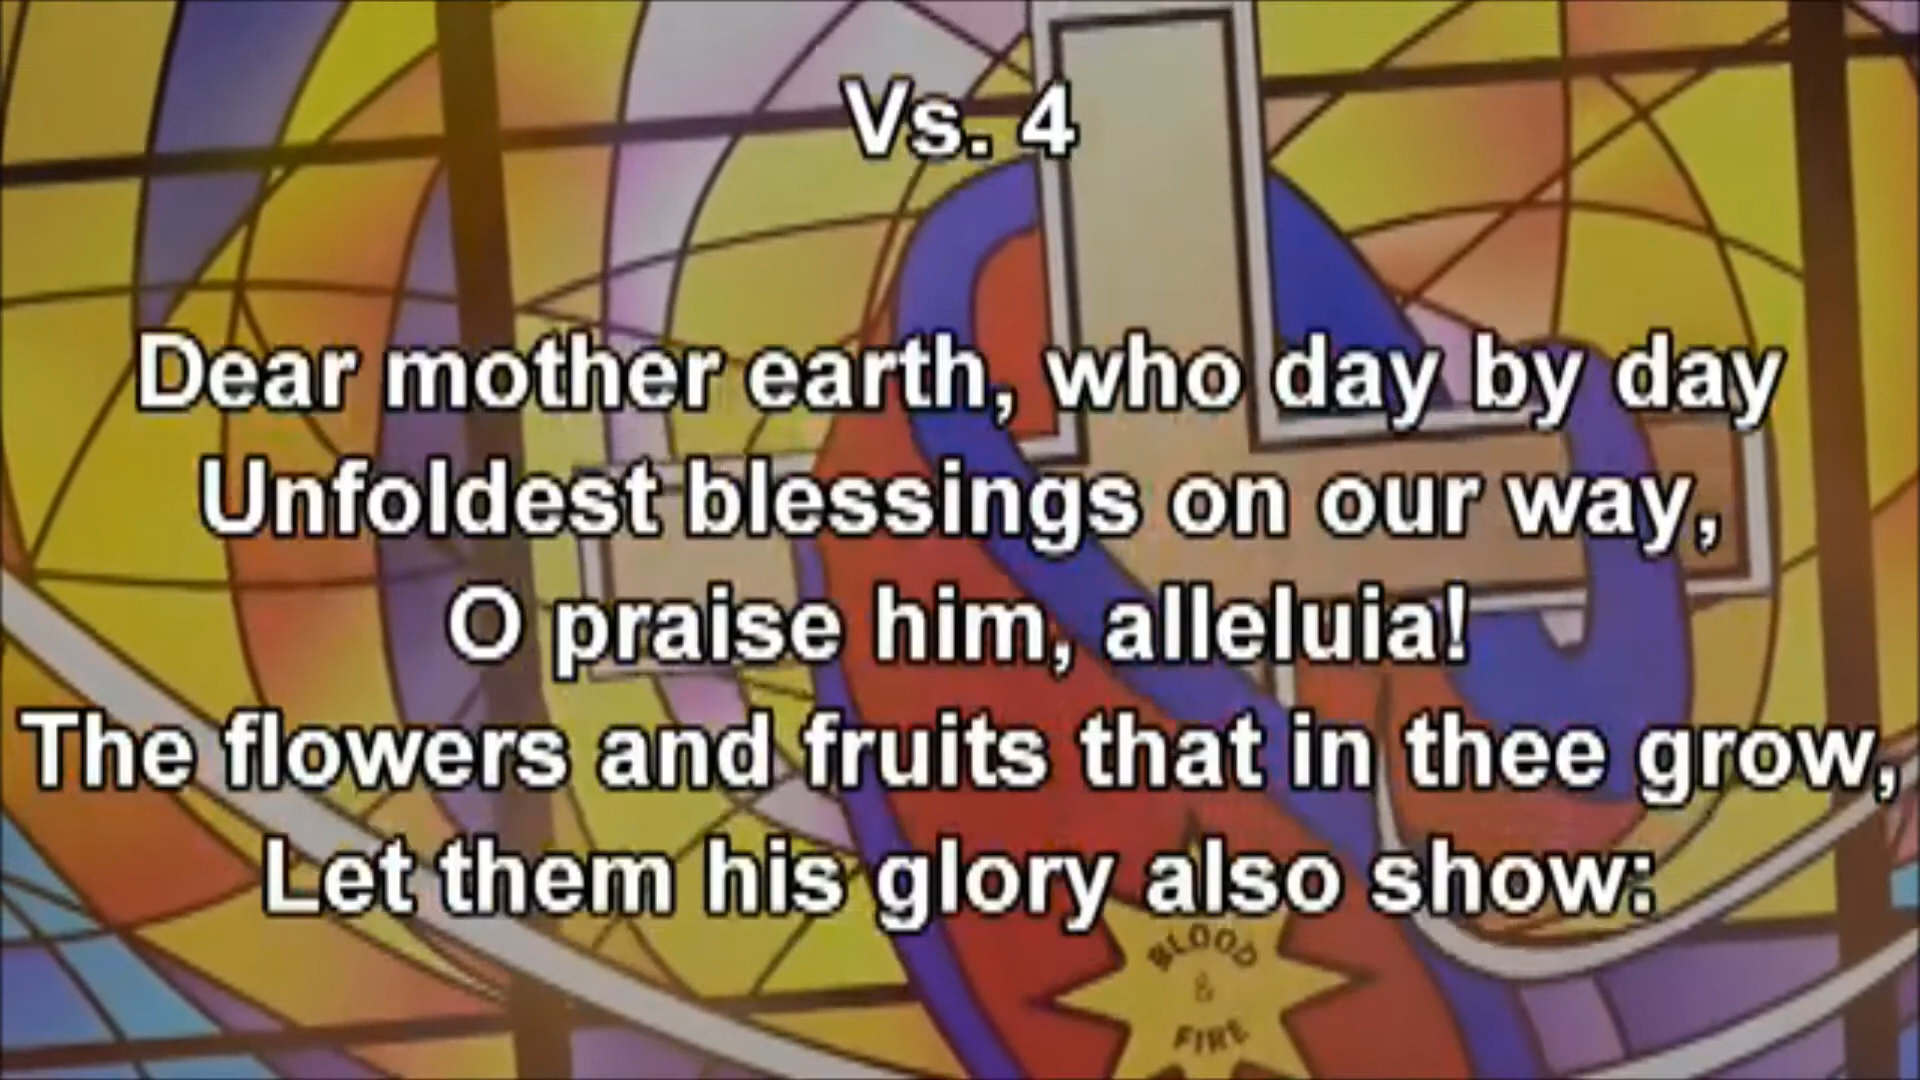 Vs. 4
Dear mother earth, who day by day
Unfoldest blessings on our way,
O praise him, alleluia!
The flowers and fruits that in thee grow,
Let them his glory also show:
BLOOD
&
FIRE